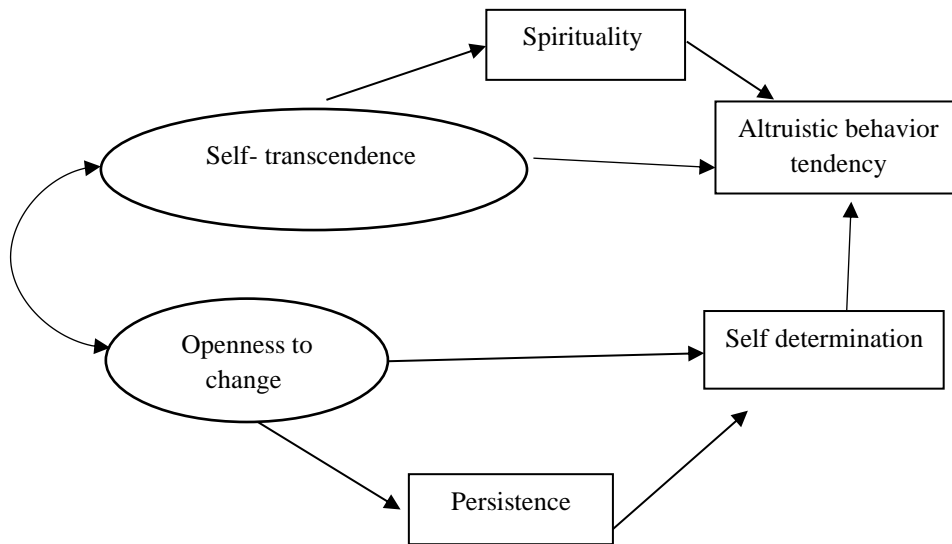 Spirituality
Altruistic behavior
tendency
Self- transcendence
Openness to
change
Self determination
Persistence